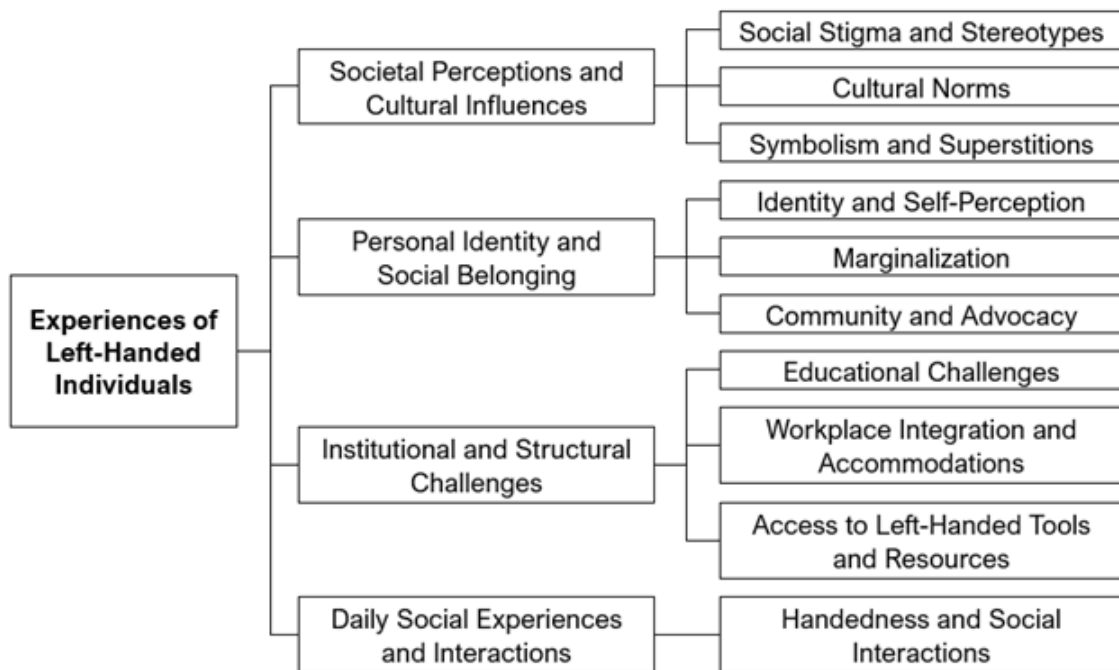 Experiences of
Left-Handed
Individuals
Societal Perceptions and
Cultural Influences
Social Stigma and Stereotypes
Cultural Norms
Symbolism and Superstitions
Personal Identity and
Social Belonging
Identity and Self-Perception
Marginalization
Community and Advocacy
Institutional and Structural
Challenges
Educational Challenges
Workplace Integration and
Accommodations
Access to Left-Handed Tools
and Resources
Daily Social Experiences
and Interactions
Handedness and Social
Interactions